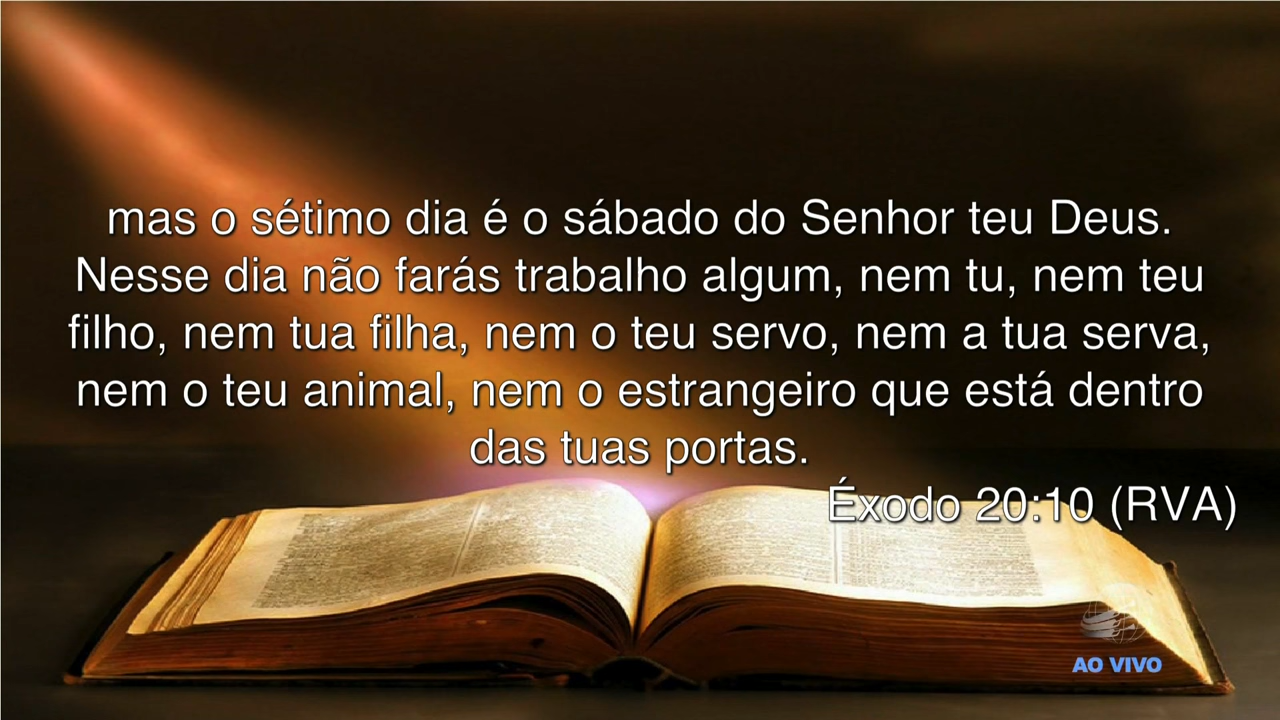 mas o sétimo dia é o sábado do Senhor teu Deus.
Nesse dia não farás trabalho algum, nem tu, nem teu
filho, nem tua filha, nem o teu servo, nem a tua serva,
nem o teu animal, nem o estrangeiro que está dentro
das tuas portas.
Éxodo 20:10 (RVA)
AO VIVO